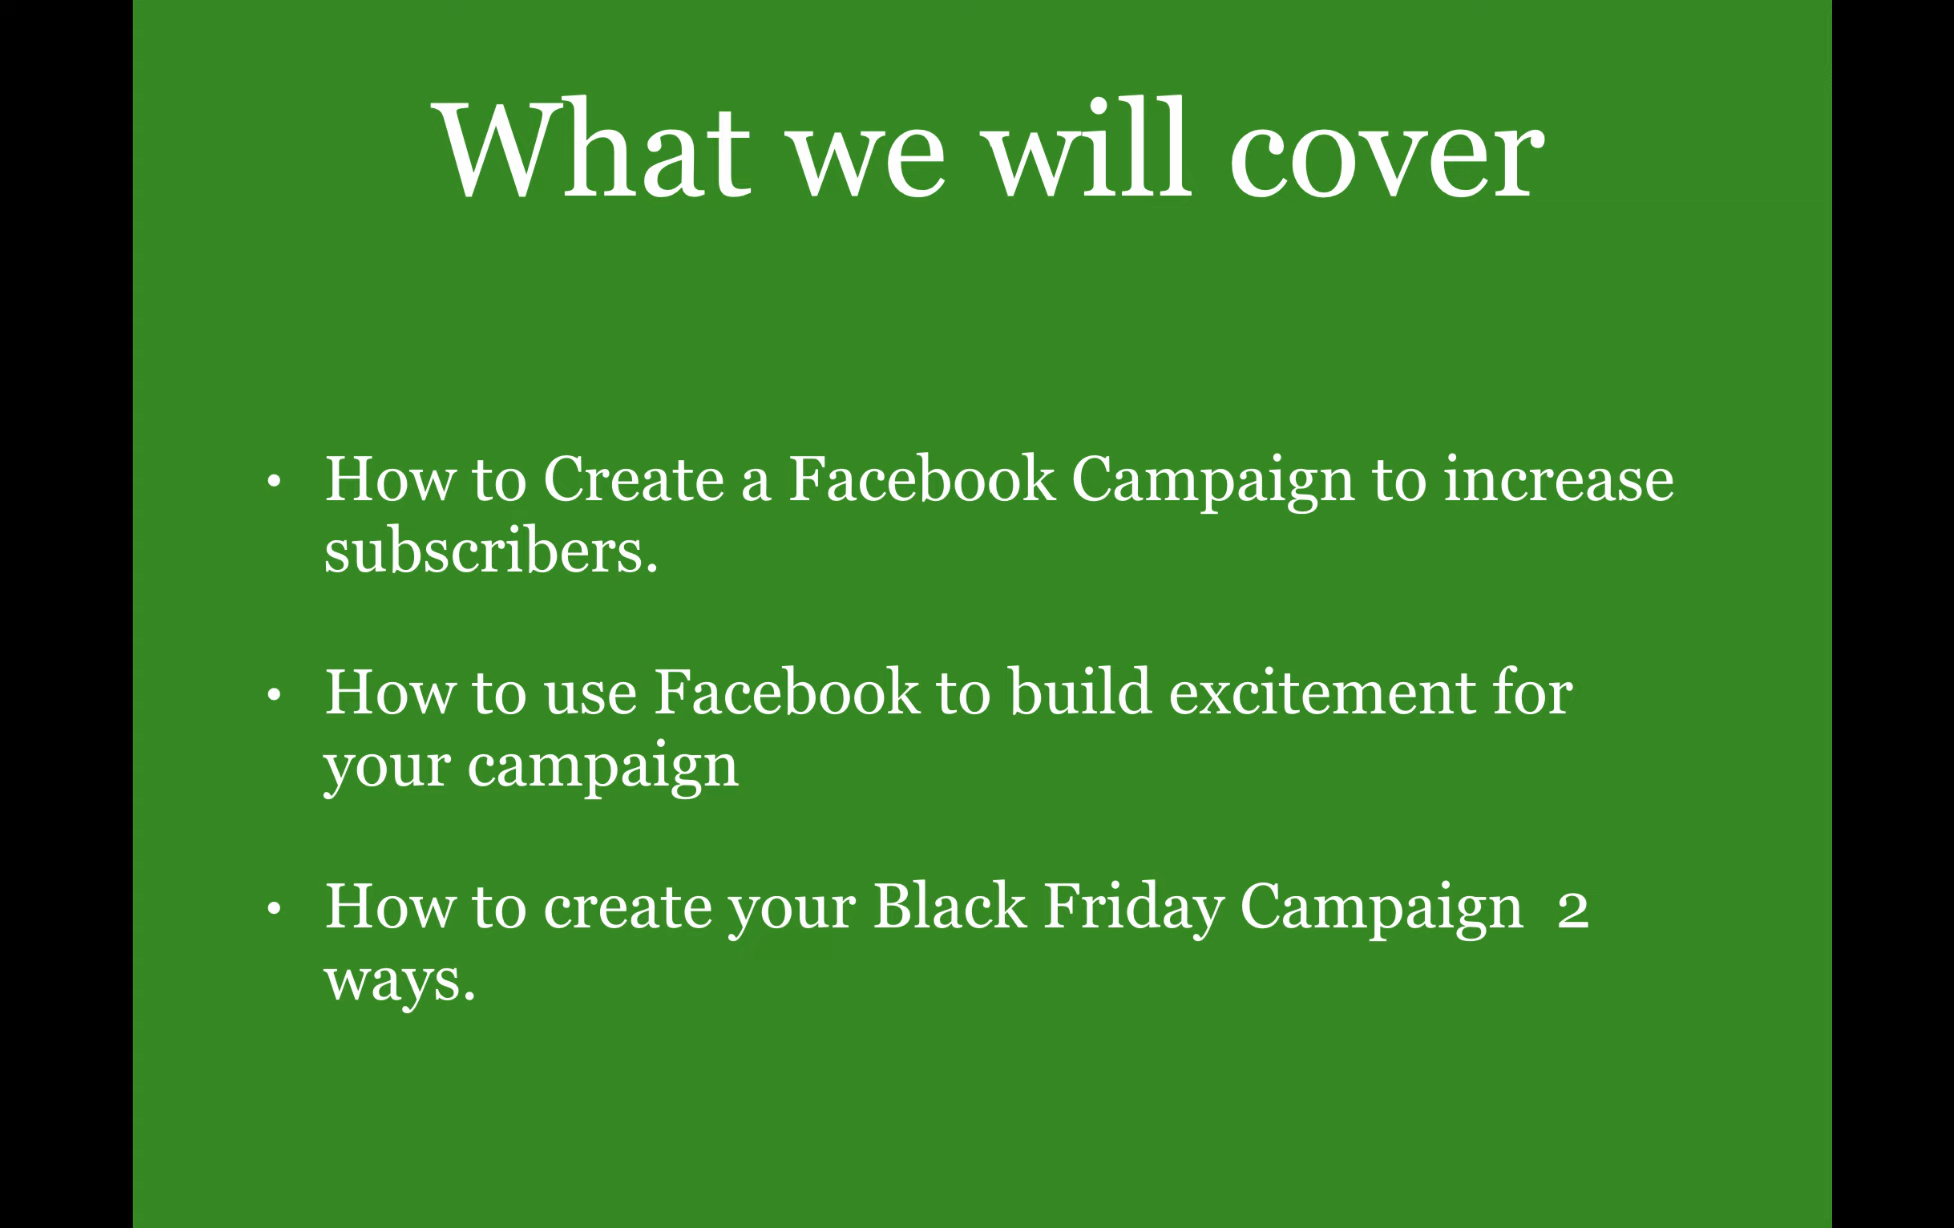 What we will cover
• How to Create a Facebook Campaign to increase
subscribers.
• How to use Facebook to build excitement for
your campaign
• How to create your Black Friday Campaign  2
ways.